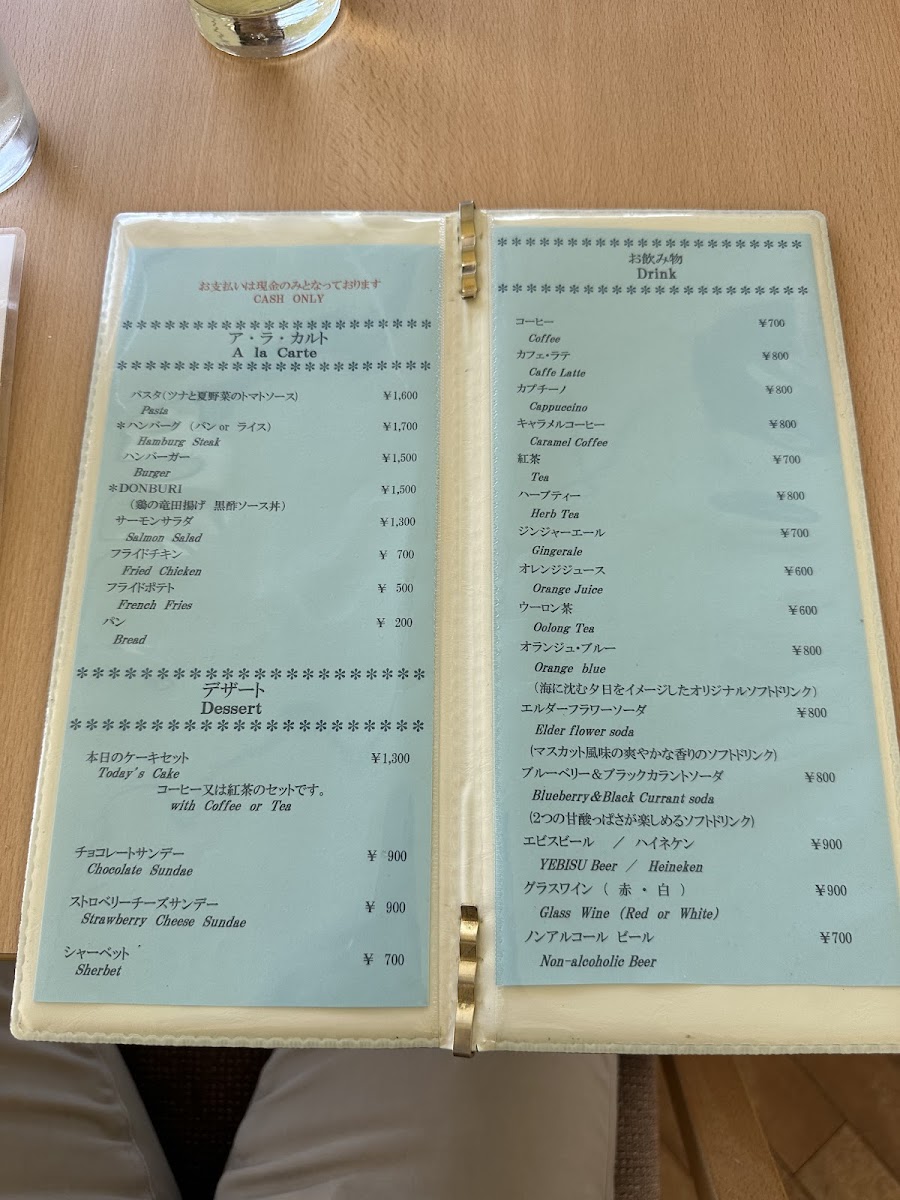 お支払いは現金のみとなっております
CASH ONLY
**********************
ア・ラ・カルト
A la Carte
**********************
パスタ(ツナと夏野菜のトマトソース) ¥1,600
Pasta
*ハンバーグ (パン or ライス) ¥1,700
Hamburg Steak
ハンバーガー ¥1,500
Burger
*DONBURI ¥1,500
(鶏の竜田揚げ 黒酢ソース丼)
サーモンサラダ ¥1,300
Salmon Salad
フライドチキン ¥ 700
Fried Chicken
フライドポテト ¥ 500
French Fries
パン ¥ 200
Bread
**********************
デザート
Dessert
**********************
本日のケーキセット ¥1,300
Today's Cake
コーヒー又は紅茶のセットです。
with Coffee or Tea
チョコレートサンデー ¥ 900
Chocolate Sundae
ストロベリーチーズサンデー ¥ 900
Strawberry Cheese Sundae
シャーベット ¥ 700
Sherbet
**********************
お飲み物
Drink
**********************
コーヒー ¥700
Coffee
カフェ・ラテ ¥800
Caffe Latte
カプチーノ ¥800
Cappuccino
キャラメルコーヒー ¥800
Caramel Coffee
紅茶 ¥700
Tea
ハーブティー ¥800
Herb Tea
ジンジャーエール ¥700
Gingerale
オレンジジュース ¥600
Orange Juice
ウーロン茶 ¥600
Oolong Tea
オランジュ・ブルー ¥800
Orange blue
(海に沈む夕日をイメージしたオリジナルソフトドリンク)
エルダーフラワーソーダ ¥800
Elder flower soda
(マスカット風味の爽やかな香りのソフトドリンク)
ブルーベリー&ブラックカラントソーダ ¥800
Blueberry&Black Currant soda
(2つの甘酸っぱさが楽しめるソフトドリンク)
エビスビール / ハイネケン ¥900
YEBISU Beer / Heineken
グラスワイン ( 赤 ・ 白 ) ¥900
Glass Wine (Red or White)
ノンアルコール ビール ¥700
Non-alcoholic Beer